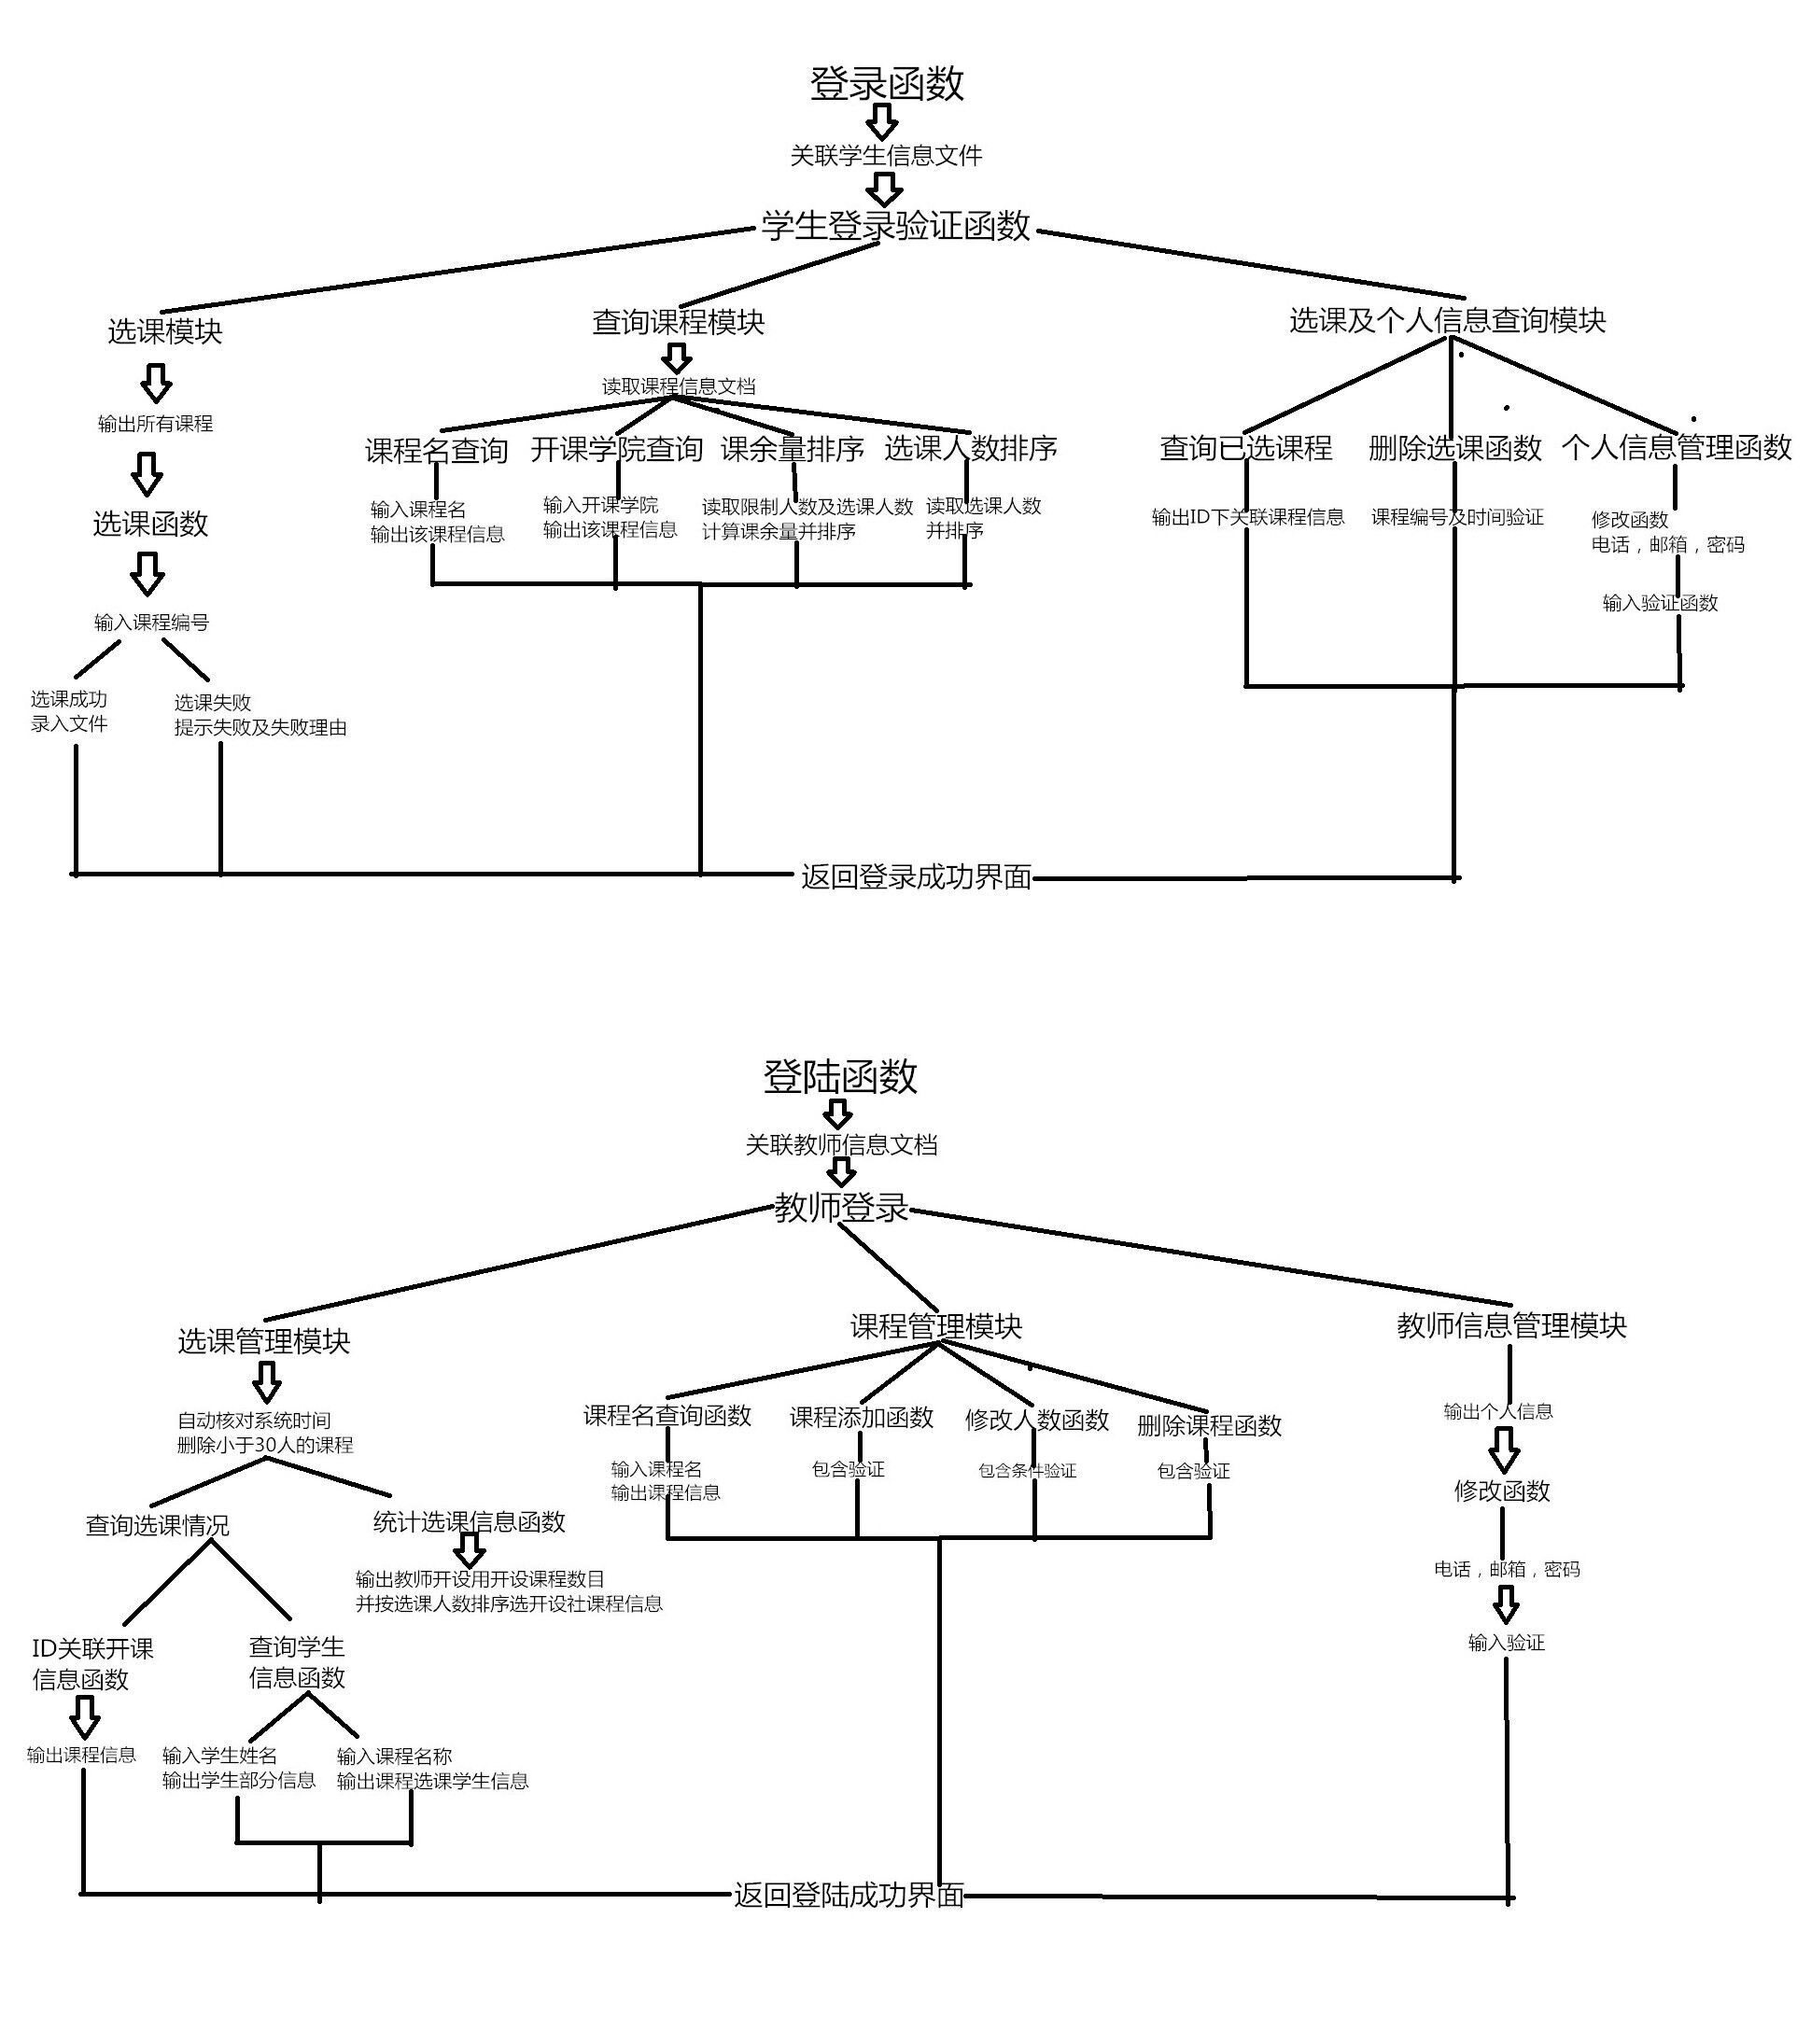 登录函数
关联学生信息文件
学生登录验证函数
选课模块
输出所有课程
选课函数
输入课程编号
选课成功
录入文件
选课失败
提示失败及失败理由
查询课程模块
读取课程信息文档
课程名查询
输入课程名
输出该课程信息
开课学院查询
输入开课学院
输出该课程信息
课余量排序
读取限制人数及选课人数
计算课余量并排序
选课人数排序
读取选课人数
并排序
选课及个人信息查询模块
查询已选课程
输出ID下关联课程信息
删除选课函数
课程编号及时间验证
个人信息管理函数
修改函数
电话，邮箱，密码
输入验证函数
返回登录成功界面
登陆函数
关联教师信息文档
教师登录
选课管理模块
自动核对系统时间
删除小于30人的课程
查询选课情况
ID关联开课
信息函数
输出课程信息
查询学生
信息函数
输入学生姓名
输出学生部分信息
输入课程名称
输出课程选课学生信息
统计选课信息函数
输出教师开设用开设课程数目
并按选课人数排序选开设社课程信息
课程管理模块
课程名查询函数
输入课程名
输出课程信息
课程添加函数
包含验证
修改人数函数
包含条件验证
删除课程函数
包含验证
教师信息管理模块
输出个人信息
修改函数
电话，邮箱，密码
输入验证
返回登陆成功界面